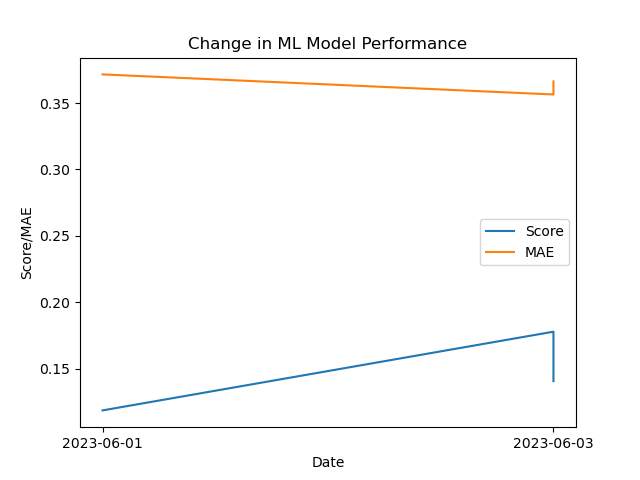 Change in ML Model Performance
Score/MAE
0.35
0.30
0.25
0.20
0.15
Score
MAE
2023-06-01
2023-06-03
Date